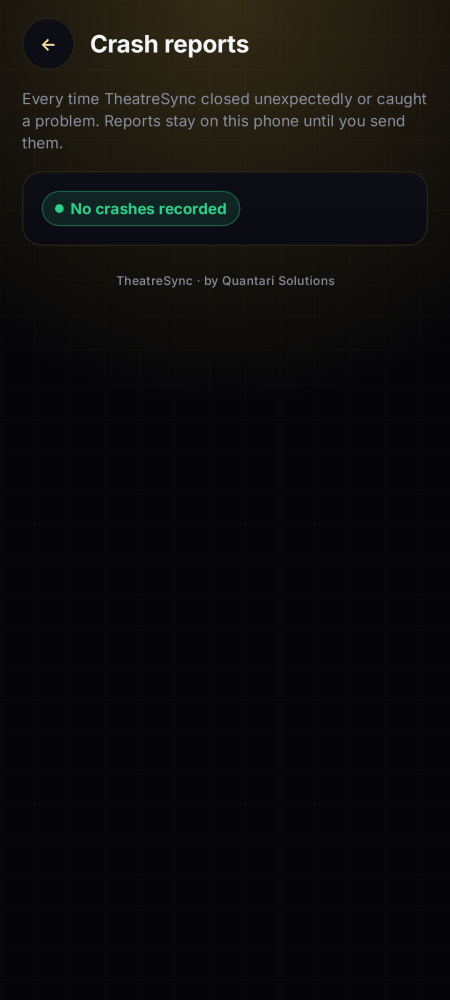 Crash reports
Every time TheatreSync closed unexpectedly or caught
a problem. Reports stay on this phone until you send
them.
No crashes recorded
TheatreSync · by Quantari Solutions